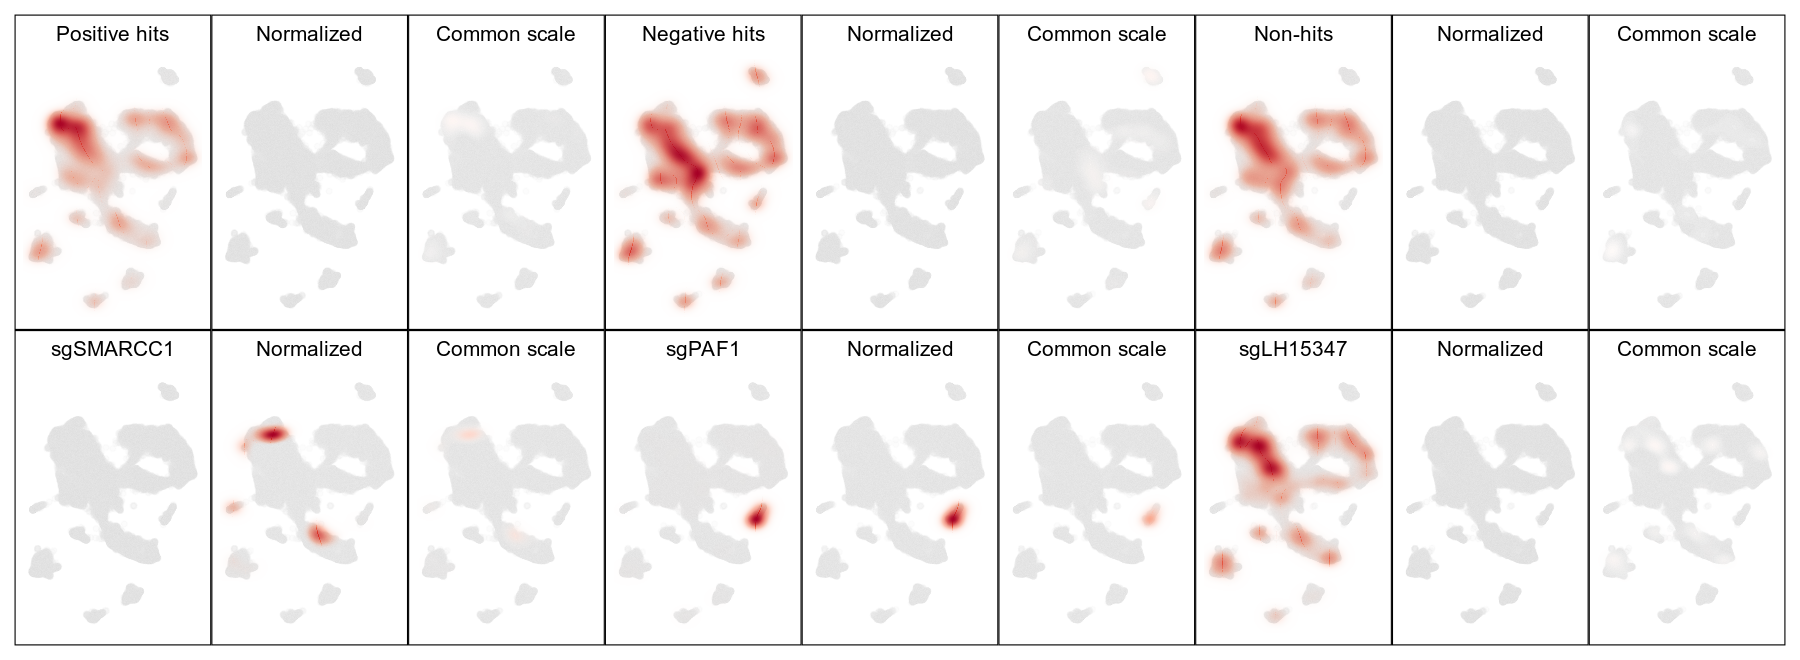 Positive hits
Normalized
Common scale
Negative hits
Normalized
Common scale
Non-hits
Normalized
Common scale
sgSMARCC1
Normalized
Common scale
sgPAF1
Normalized
Common scale
sgLH15347
Normalized
Common scale